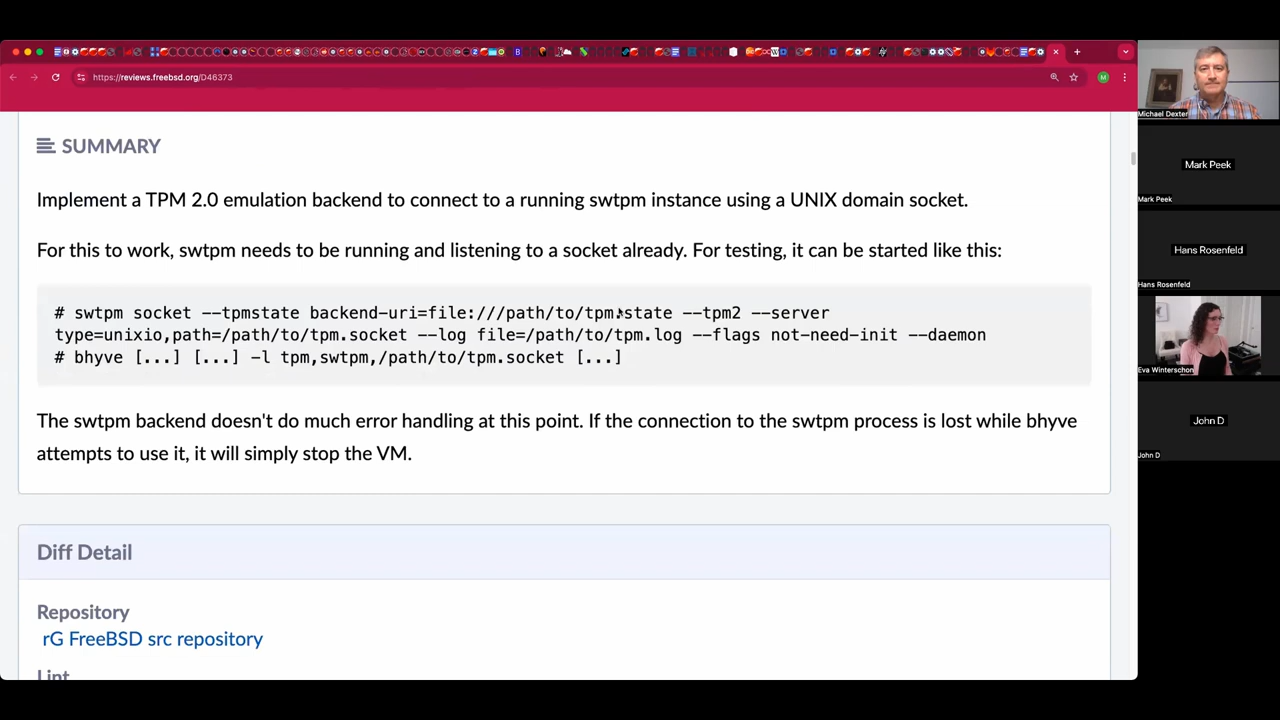 https://reviews.freebsd.org/D46373
M
SUMMARY
Implement a TPM 2.0 emulation backend to connect to a running swtpm instance using a UNIX domain socket.
For this to work, swtpm needs to be running and listening to a socket already. For testing, it can be started like this:
# swtpm socket --tpmstate backend-uri=file:///path/to/tpm.state --tpm2 --server
type=unixio,path=/path/to/tpm.socket --log file=/path/to/tpm.log --flags not-need-init --daemon
# bhyve [...] [...] -l tpm,swtpm,/path/to/tpm.socket [...]
The swtpm backend doesn't do much error handling at this point. If the connection to the swtpm process is lost while bhyve
attempts to use it, it will simply stop the VM.
Diff Detail
Repository
rG FreeBSD src repository
Lint
Michael Dexter
Mark Peek
Mark Peek
Hans Rosenfeld
Hans Rosenfeld
Eva Winterschon
John D
John D